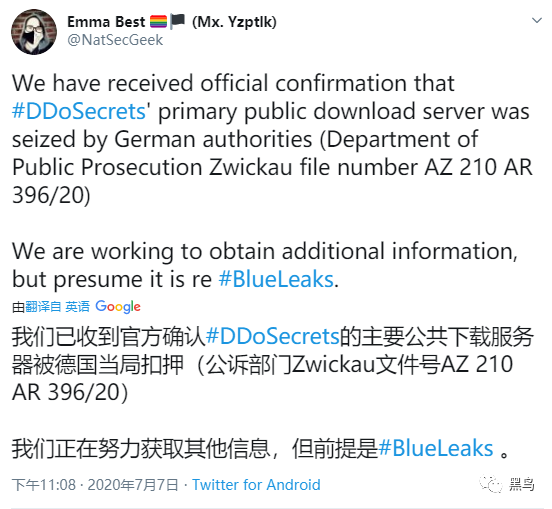 Emma Best 🏳️‍🌈🏴 (Mx. Yzptlk)
@NatSecGeek
We have received official confirmation that
#DDoSecrets' primary public download server was
seized by German authorities (Department of
Public Prosecution Zwickau file number AZ 210 AR
396/20)
We are working to obtain additional information,
but presume it is re #BlueLeaks.
由翻译自 英语 Google
我们已收到官方确认#DDoSecrets的主要公共下载服务
器被德国当局扣押（公诉部门Zwickau文件号AZ 210
AR 396/20）
我们正在努力获取其他信息，但前提是#BlueLeaks 。
下午11:08 · 2020年7月7日 · Twitter for Android
黑鸟